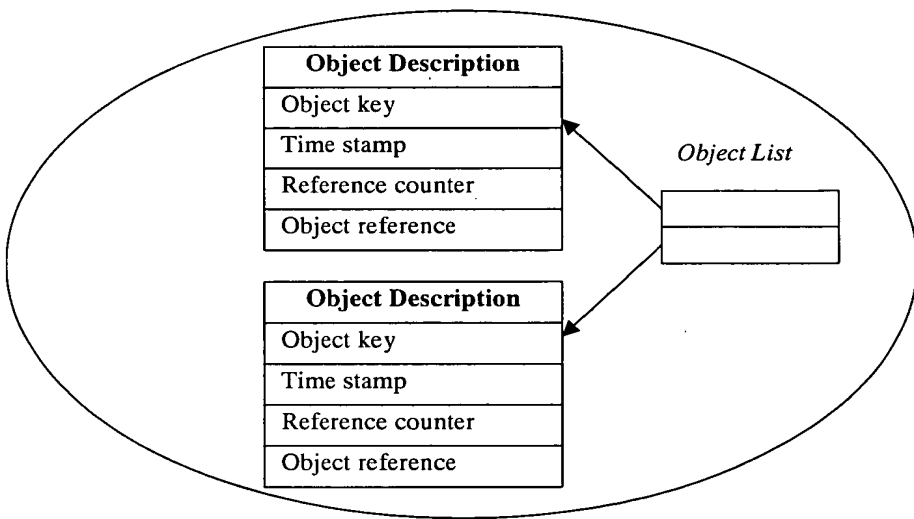 Object Description
Object key
Time stamp
Reference counter
Object reference
Object List
Object Description
Object key
Time stamp
Reference counter
Object reference